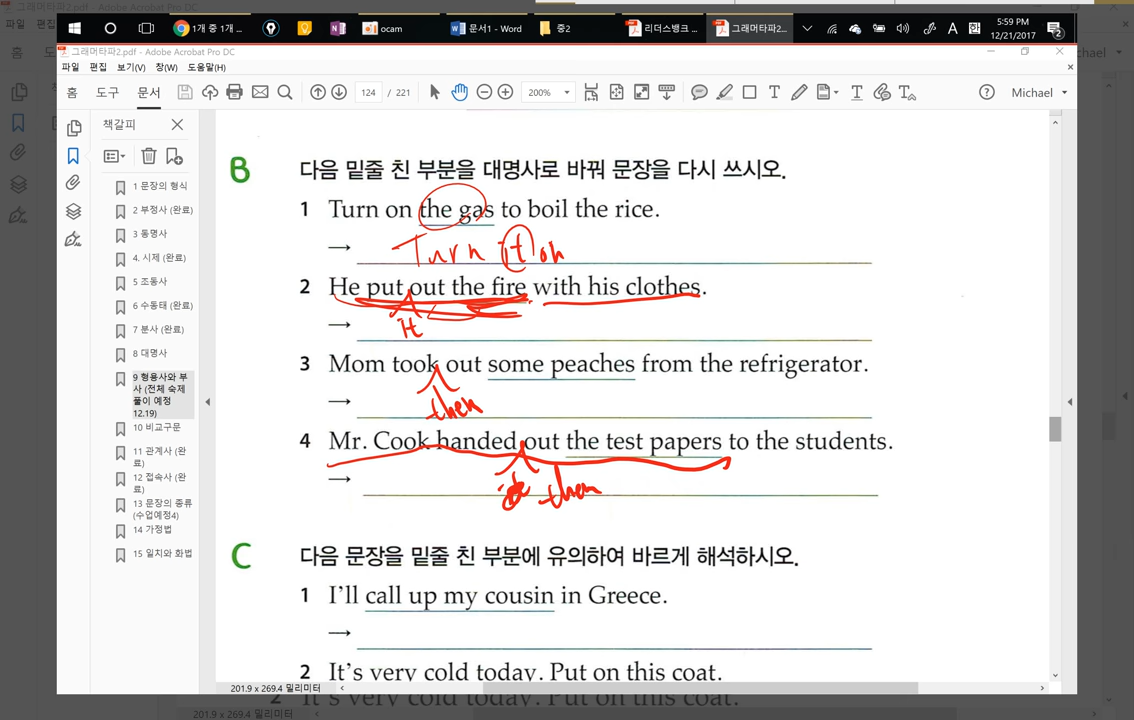 1개 중 1개 ...
ocam
문서1 - Word
중2
리더스뱅크 ...
그래머타파2...
A
한
5:59 PM
12/21/2017
2
그래머타파2.pdf - Adobe Acrobat Pro DC
파일 편집 보기(V) 창(W) 도움말(H)
홈 도구 문서
124 / 221
200%
Michael
책갈피
1 문장의 형식
2 부정사 (완료)
3 동명사
4. 시제 (완료)
5 조동사
6 수동태 (완료)
7 분사 (완료)
8 대명사
9 형용사와 부
사 (전체 숙제
풀이 예정
12.19)
10 비교구문
11 관계사 (완
료)
12 접속사 (완
료)
13 문장의 종류
(수업예정4)
14 가정법
15 일치와 화법
B 다음 밑줄 친 부분을 대명사로 바꿔 문장을 다시 쓰시오.
1 Turn on the gas to boil the rice.
→ Turn it on
2 He put out the fire with his clothes.
→ it
3 Mom took out some peaches from the refrigerator.
→ them
4 Mr. Cook handed out the test papers to the students.
→ them
C 다음 문장을 밑줄 친 부분에 유의하여 바르게 해석하시오.
1 I'll call up my cousin in Greece.
→
2 It's very cold today. Put on this coat.
201.9 x 269.4 밀리미터